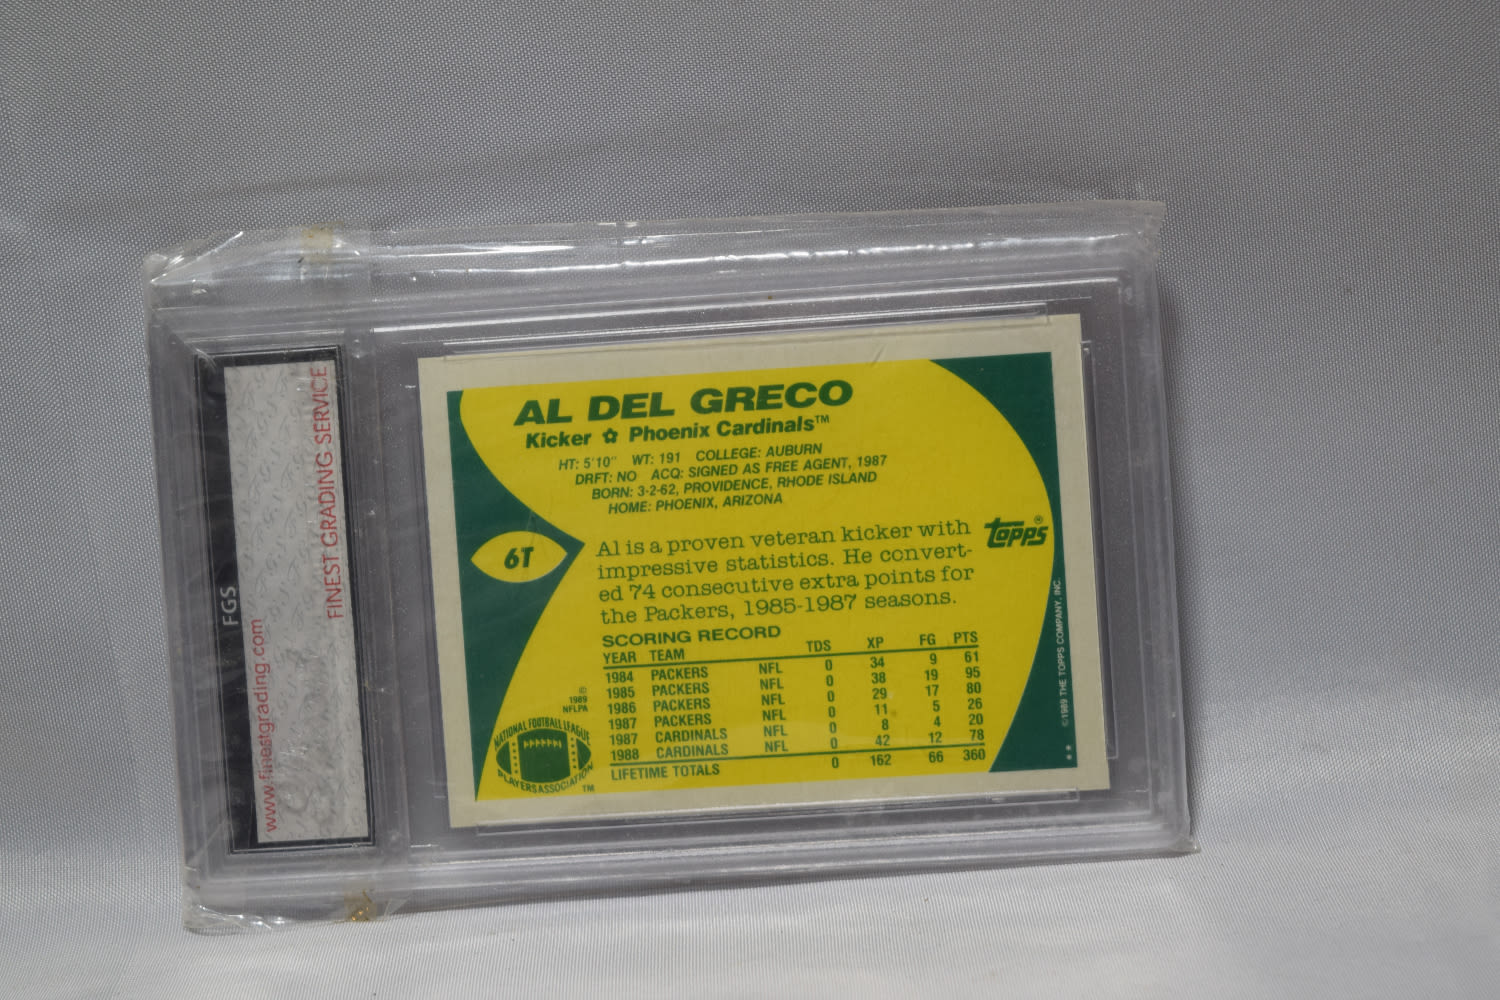 FGS
www.finestgrading.com
FINEST GRADING SERVICE
AL DEL GRECO
Kicker ✿ Phoenix Cardinals™
HT: 5'10" WT: 191 COLLEGE: AUBURN
DRFT: NO ACQ: SIGNED AS FREE AGENT, 1987
BORN: 3-2-62, PROVIDENCE, RHODE ISLAND
HOME: PHOENIX, ARIZONA
6T
Al is a proven veteran kicker with
impressive statistics. He convert-
ed 74 consecutive extra points for
the Packers, 1985-1987 seasons.
Topps®
SCORING RECORD
YEAR TEAM TDS XP FG PTS
1984 PACKERS NFL 0 34 9 61
1985 PACKERS NFL 0 38 19 95
1986 PACKERS NFL 0 29 17 80
1987 PACKERS NFL 0 11 5 26
1987 CARDINALS NFL 0 8 4 20
1988 CARDINALS NFL 0 42 12 78
LIFETIME TOTALS 0 162 66 360
©
1989
NFLPA
NATIONAL FOOTBALL LEAGUE
PLAYERS ASSOCIATION
TM
©1989 THE TOPPS COMPANY, INC.
**